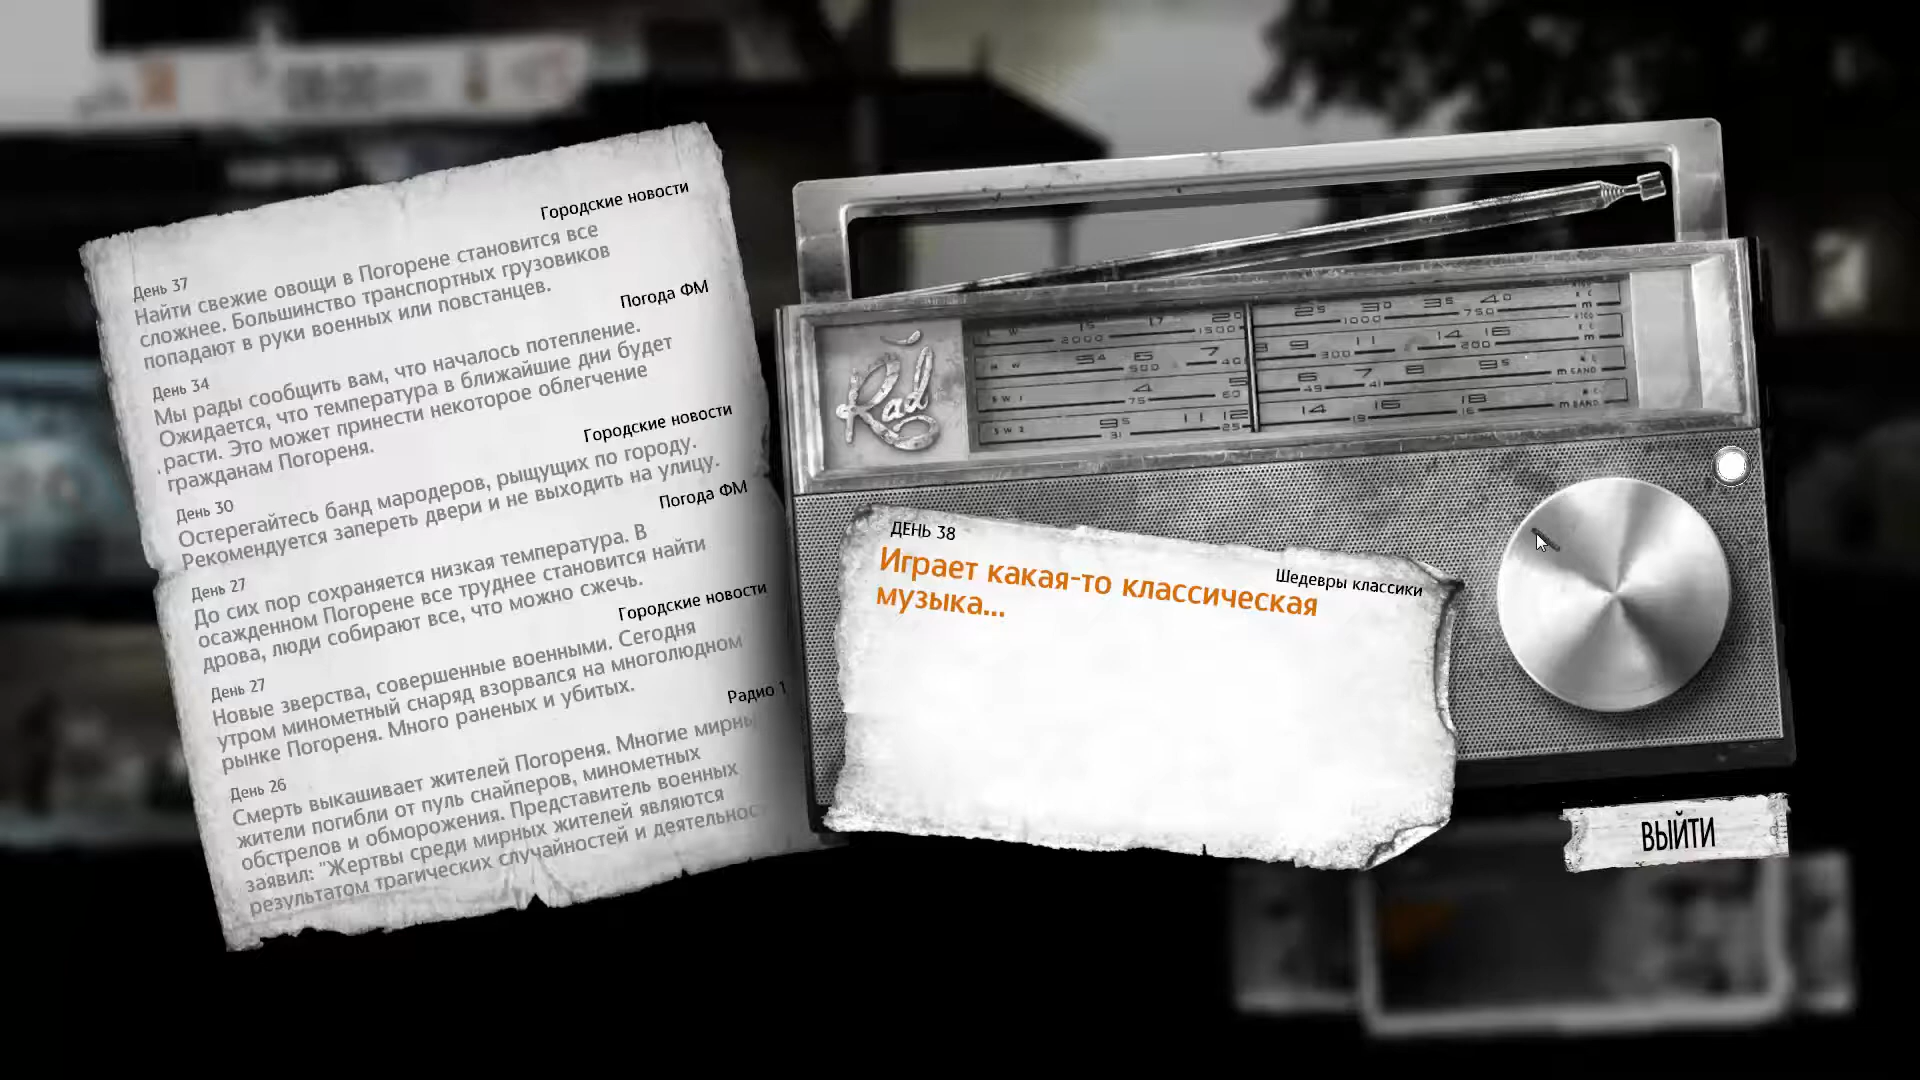 Городские новости
День 37
Найти свежие овощи в Погорене становится все
сложнее. Большинство транспортных грузовиков
попадают в руки военных или повстанцев.
Погода ФМ
День 34
Мы рады сообщить вам, что началось потепление.
Ожидается, что температура в ближайшие дни будет
расти. Это может принести некоторое облегчение
гражданам Погореня.
Городские новости
День 30
Остерегайтесь банд мародеров, рыщущих по городу.
Рекомендуется запереть двери и не выходить на улицу.
Погода ФМ
День 27
До сих пор сохраняется низкая температура. В
осажденном Погорене все труднее становится найти
дрова, люди собирают все, что можно сжечь.
Городские новости
День 27
Новые зверства, совершенные военными. Сегодня
утром минометный снаряд взорвался на многолюдном
рынке Погореня. Много раненых и убитых.
Радио 1
День 26
Смерть выкашивает жителей Погореня. Многие мирны
жители погибли от пуль снайперов, минометных
обстрелов и обморожения. Представитель военных
заявил: "Жертвы среди мирных жителей являются
результатом трагических случайностей и деятельнос
Rad
ДЕНЬ 38
Шедевры классики
Играет какая-то классическая
музыка...
ВЫЙТИ